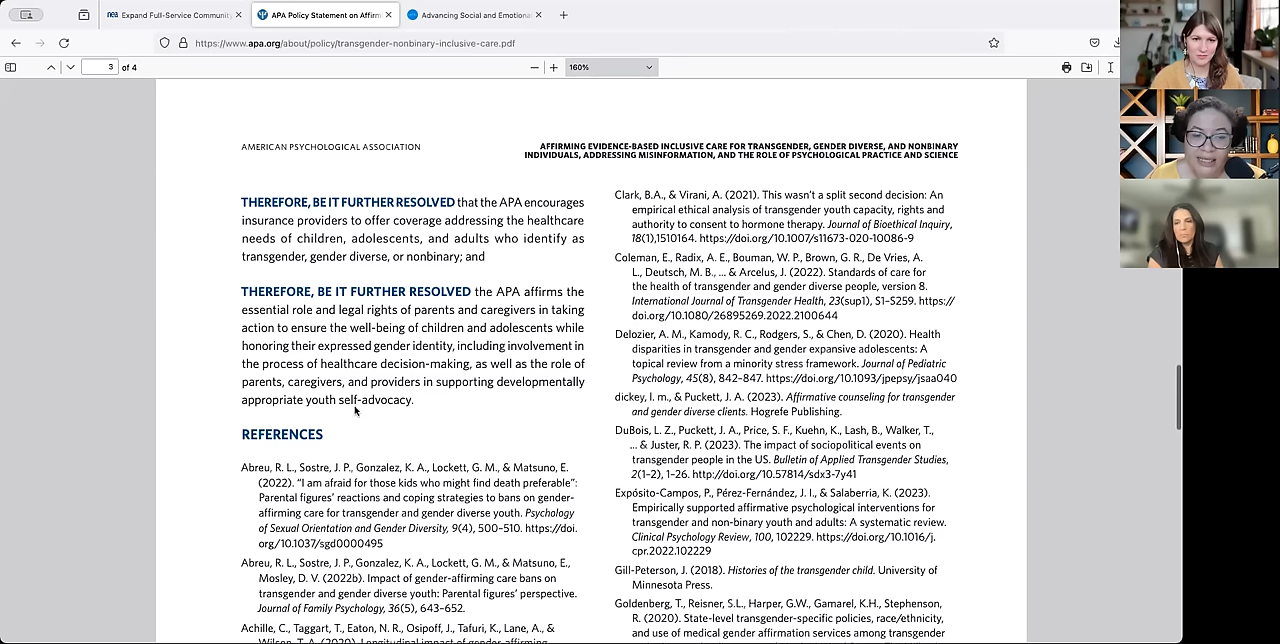 nea Expand Full-Service Communit
APA Policy Statement on Affirm
Advancing Social and Emotiona
https://www.apa.org/about/policy/transgender-nonbinary-inclusive-care.pdf
3 of 4
160%
AMERICAN PSYCHOLOGICAL ASSOCIATION
AFFIRMING EVIDENCE-BASED INCLUSIVE CARE FOR TRANSGENDER, GENDER DIVERSE, AND NONBINARY
INDIVIDUALS, ADDRESSING MISINFORMATION, AND THE ROLE OF PSYCHOLOGICAL PRACTICE AND SCIENCE
THEREFORE, BE IT FURTHER RESOLVED that the APA encourages
insurance providers to offer coverage addressing the healthcare
needs of children, adolescents, and adults who identify as
transgender, gender diverse, or nonbinary; and
THEREFORE, BE IT FURTHER RESOLVED the APA affirms the
essential role and legal rights of parents and caregivers in taking
action to ensure the well-being of children and adolescents while
honoring their expressed gender identity, including involvement in
the process of healthcare decision-making, as well as the role of
parents, caregivers, and providers in supporting developmentally
appropriate youth self-advocacy.
REFERENCES
Abreu, R. L., Sostre, J. P., Gonzalez, K. A., Lockett, G. M., & Matsuno, E.
(2022). “I am afraid for those kids who might find death preferable”:
Parental figures’ reactions and coping strategies to bans on gender-
affirming care for transgender and gender diverse youth. Psychology
of Sexual Orientation and Gender Diversity, 9(4), 500–510. https://doi.
org/10.1037/sgd0000495
Abreu, R. L., Sostre, J. P., Gonzalez, K. A., Lockett, G. M., & Matsuno, E.,
Mosley, D. V. (2022b). Impact of gender-affirming care bans on
transgender and gender diverse youth: Parental figures’ perspective.
Journal of Family Psychology, 36(5), 643–652.
Achille, C., Taggart, T., Eaton, N. R., Osipoff, J., Tafuri, K., Lane, A., &
Wilson, T. A. (2020). Longitudinal impact of gender-affirming
Clark, B.A., & Virani, A. (2021). This wasn’t a split second decision: An
empirical ethical analysis of transgender youth capacity, rights and
authority to consent to hormone therapy. Journal of Bioethical Inquiry,
18(1),1510164. https://doi.org/10.1007/s11673-020-10086-9
Coleman, E., Radix, A. E., Bouman, W. P., Brown, G. R., De Vries, A.
L., Deutsch, M. B., ... & Arcelus, J. (2022). Standards of care for
the health of transgender and gender diverse people, version 8.
International Journal of Transgender Health, 23(sup1), S1–S259. https://
doi.org/10.1080/26895269.2022.2100644
Delozier, A. M., Kamody, R. C., Rodgers, S., & Chen, D. (2020). Health
disparities in transgender and gender expansive adolescents: A
topical review from a minority stress framework. Journal of Pediatric
Psychology, 45(8), 842–847. https://doi.org/10.1093/jpepsy/jsaa040
dickey, l. m., & Puckett, J. A. (2023). Affirmative counseling for transgender
and gender diverse clients. Hogrefe Publishing.
DuBois, L. Z., Puckett, J. A., Price, S. F., Kuehn, K., Lash, B., Walker, T.,
... & Juster, R. P. (2023). The impact of sociopolitical events on
transgender people in the US. Bulletin of Applied Transgender Studies,
2(1–2), 1–26. http://doi.org/10.57814/sdx3-7y41
Expósito-Campos, P., Pérez-Fernández, J. I., & Salaberria, K. (2023).
Empirically supported affirmative psychological interventions for
transgender and non-binary youth and adults: A systematic review.
Clinical Psychology Review, 100, 102229. https://doi.org/10.1016/j.
cpr.2022.102229
Gill-Peterson, J. (2018). Histories of the transgender child. University of
Minnesota Press.
Goldenberg, T., Reisner, S.L., Harper, G.W., Gamarel, K.H., Stephenson,
R. (2020). State-level transgender-specific policies, race/ethnicity,
and use of medical gender affirmation services among transgender